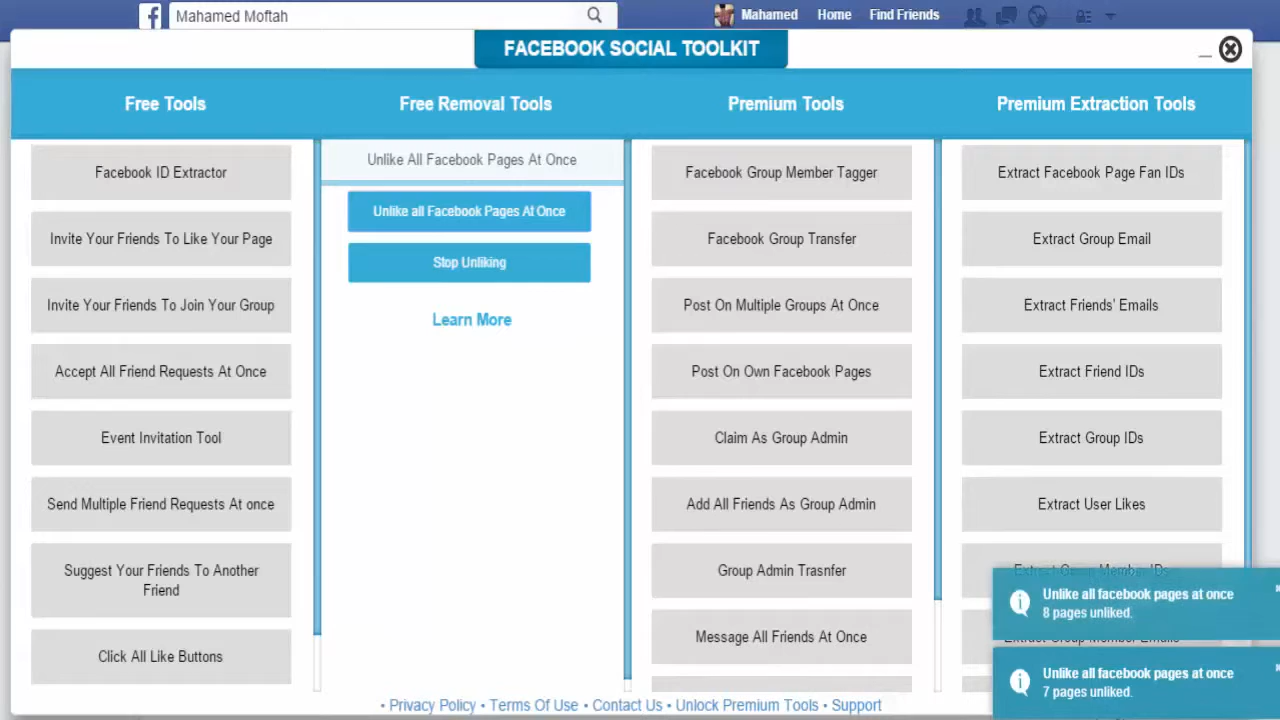 Mahamed Moftah
Mahamed
Home
Find Friends
FACEBOOK SOCIAL TOOLKIT
Free Tools
Free Removal Tools
Premium Tools
Premium Extraction Tools
Facebook ID Extractor
Invite Your Friends To Like Your Page
Invite Your Friends To Join Your Group
Accept All Friend Requests At Once
Event Invitation Tool
Send Multiple Friend Requests At once
Suggest Your Friends To Another
Friend
Click All Like Buttons
Unlike All Facebook Pages At Once
Unlike all Facebook Pages At Once
Stop Unliking
Learn More
Facebook Group Member Tagger
Facebook Group Transfer
Post On Multiple Groups At Once
Post On Own Facebook Pages
Claim As Group Admin
Add All Friends As Group Admin
Group Admin Trasnfer
Message All Friends At Once
Extract Facebook Page Fan IDs
Extract Group Email
Extract Friends' Emails
Extract Friend IDs
Extract Group IDs
Extract User Likes
Extract Group Member IDs
Extract Group Member Emails
Unlike all facebook pages at once
8 pages unliked.
Unlike all facebook pages at once
7 pages unliked.
• Privacy Policy • Terms Of Use • Contact Us • Unlock Premium Tools • Support